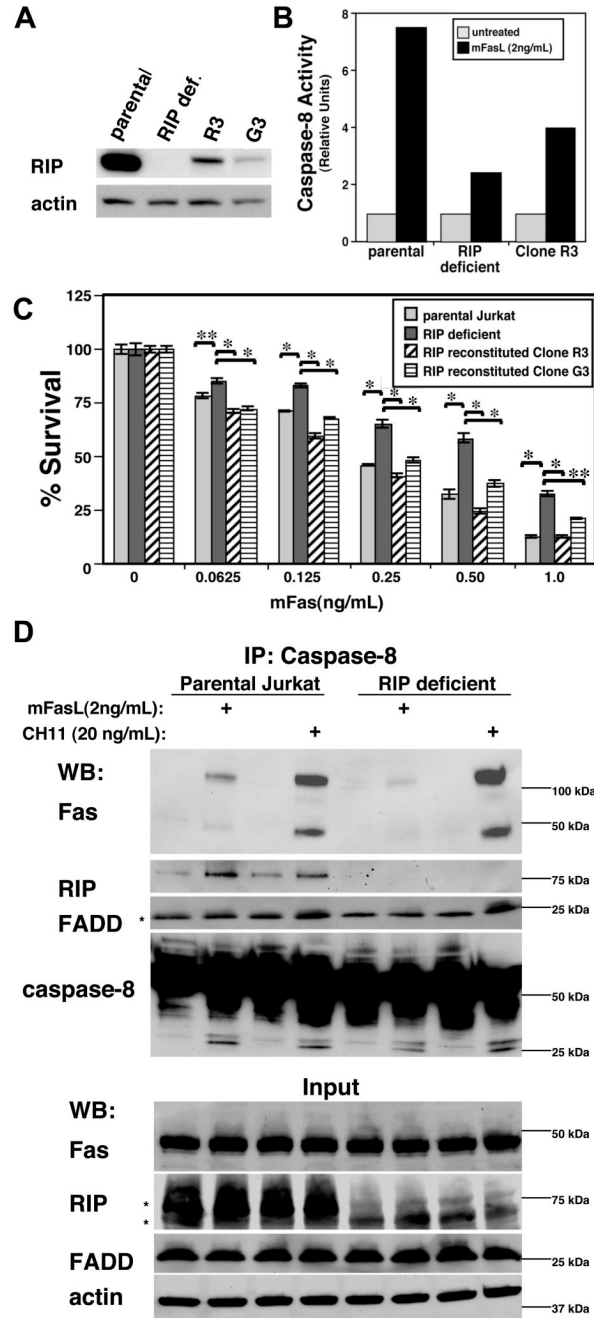 A
parental
RIP def.
R3
G3
RIP
actin
B
Caspase-8 Activity
(Relative Units)
8
6
4
2
0
untreated
mFasL (2ng/mL)
parental
RIP
deficient
Clone R3
C
% Survival
125
100
75
50
25
0
parental Jurkat
RIP deficient
RIP reconstituted Clone R3
RIP reconstituted Clone G3
** * *
* * *
* * *
* * *
* * **
0 0.0625 0.125 0.25 0.50 1.0
mFas(ng/mL)
D
IP: Caspase-8
Parental Jurkat RIP deficient
mFasL(2ng/mL): + +
CH11 (20 ng/mL): + +
WB:
Fas
100 kDa
50 kDa
RIP
75 kDa
FADD
*
25 kDa
caspase-8
50 kDa
25 kDa
Input
WB:
Fas
50 kDa
RIP
*
*
75 kDa
FADD
25 kDa
actin
37 kDa